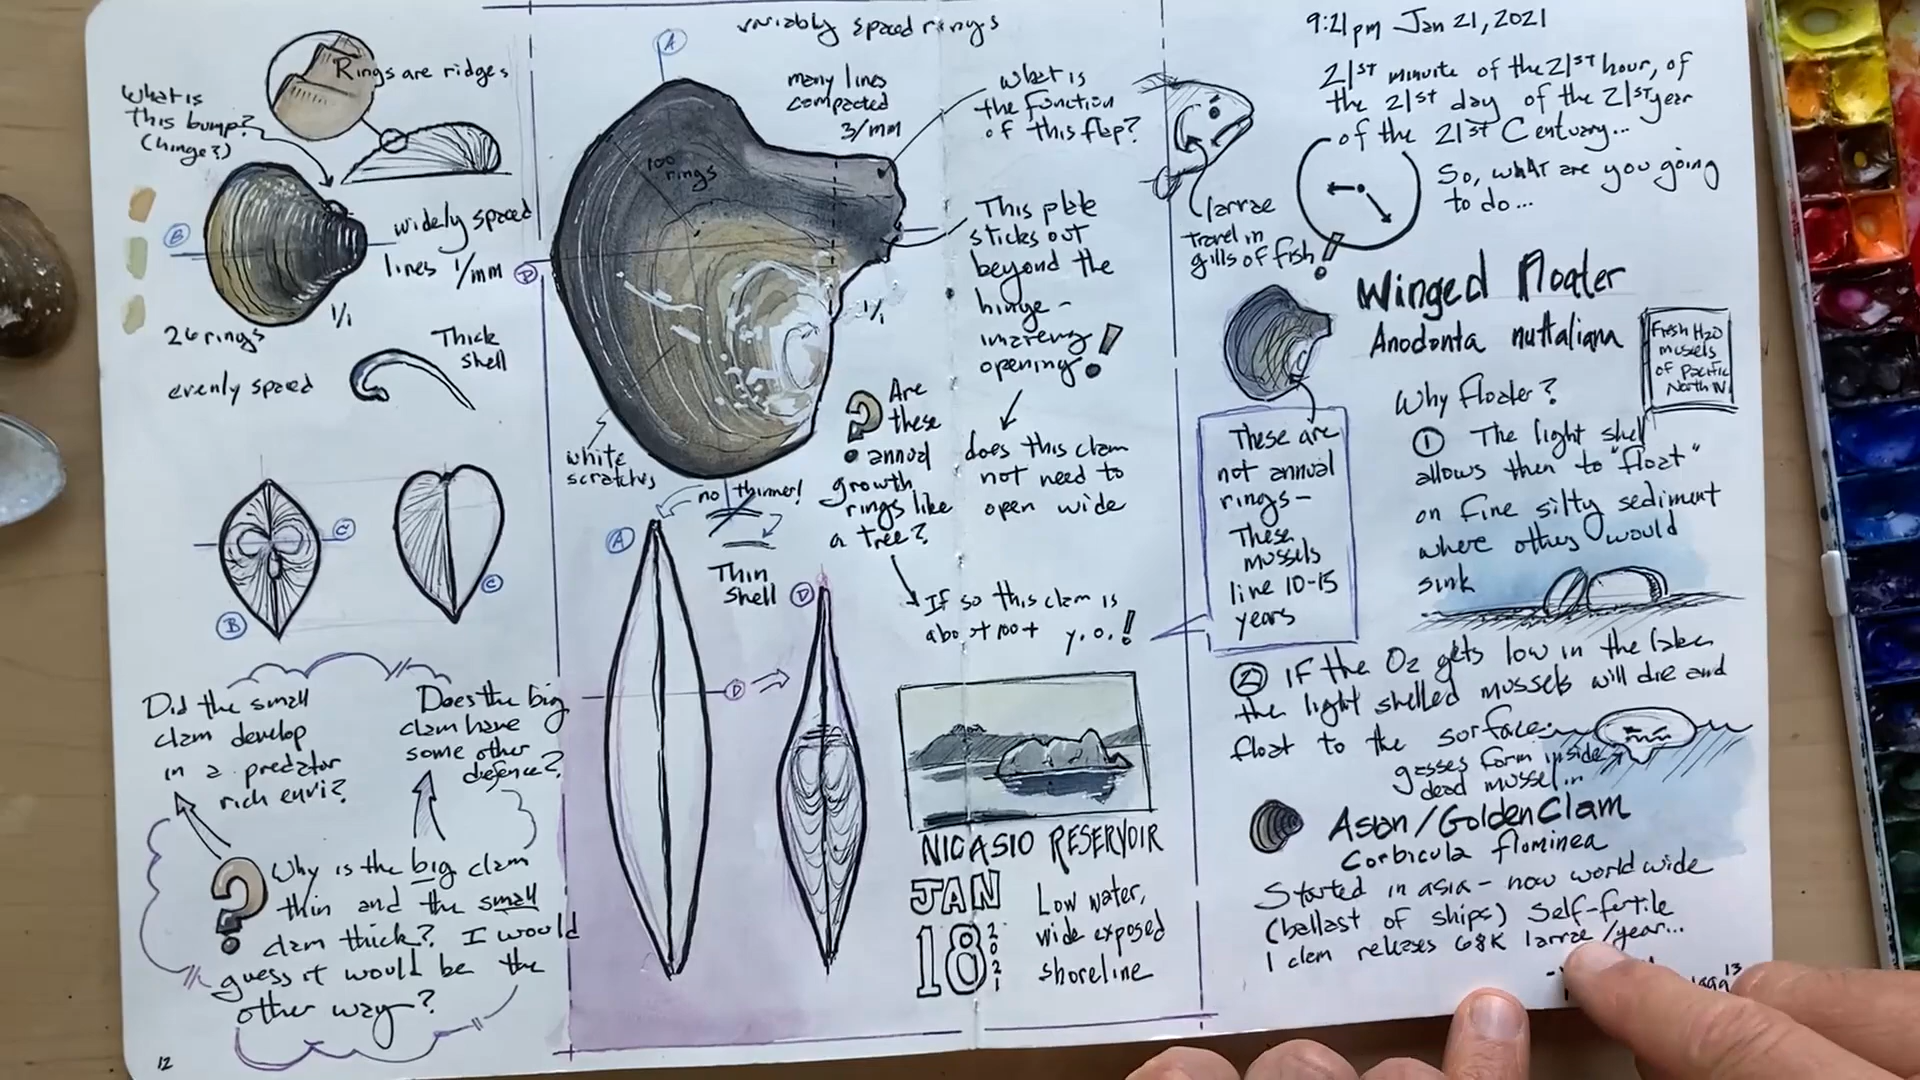 Rings are ridges
What is
this bump?
(hinge?)
B
widely spaced
lines 1/mm
1/1
26 rings
evenly spaced
Thick
shell
C
B
C
Did the small
clam develop
in a predator
rich envi?
Does the big
clam have
some other
defence?
?
Why is the big clam
thin and the small
clam thick? I would
guess it would be the
other way?
12
variably spaced rings
A
many lines
compacted
3/mm
100
rings
D
1/1
white
scratches
no thinner!
Thin
shell
A
D
D
what is
the function
of this flap?
This plate
sticks out
beyond the
hinge -
opening!
does this clam
not need to
open wide
? Are
these
annual
growth
rings like
a tree?
If so this clam is
about 100+ y.o.!
NICASIO RESERVOIR
JAN
18
2021
Low water,
wide exposed
shoreline
larvae
travel in
gills of fish!
9:21pm Jan 21, 2021
21st minute of the 21st hour, of
the 21st day of the 21st year
of the 21st Century...
So, what are you going
to do...
Winged Floater
Anodonta nuttaliana
Fresh H2O
mussels
of Pacific
North W
Why Floater?
① The light shell
allows then to "float"
on fine silty sediment
where others would
sink
These are
not annual
rings -
These
mussels
line 10-15
years
② If the O2 gets low in the lake
the light shelled mussels will die and
float to the surface
gasses form inside
dead mussel...
Asian/Golden Clam
Corbicula fluminea
Started in asia - now world wide
(ballast of ships) Self-fertile
1 clam releases 68K larvae/year...
13